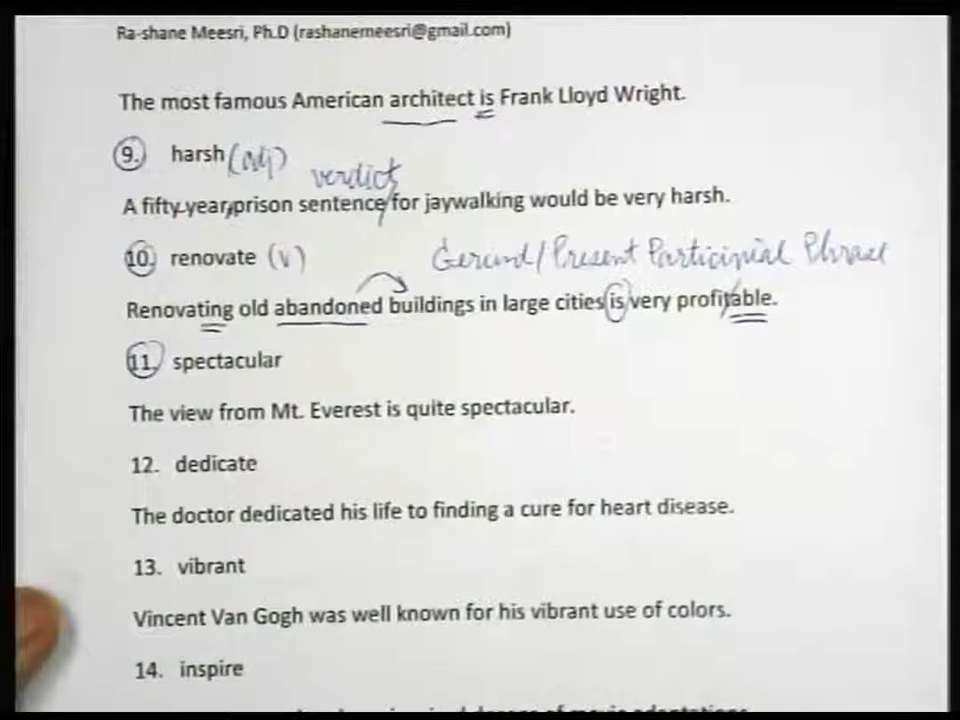 Ra-shane Meesri, Ph.D (rashanemeesri@gmail.com)
The most famous American architect is Frank Lloyd Wright.
9. harsh (adj) verdict
A fifty-year, prison sentence for jaywalking would be very harsh.
10. renovate (v) Gerund/Present Participial Phrase
Renovating old abandoned buildings in large cities is very profitable.
11. spectacular
The view from Mt. Everest is quite spectacular.
12. dedicate
The doctor dedicated his life to finding a cure for heart disease.
13. vibrant
Vincent Van Gogh was well known for his vibrant use of colors.
14. inspire